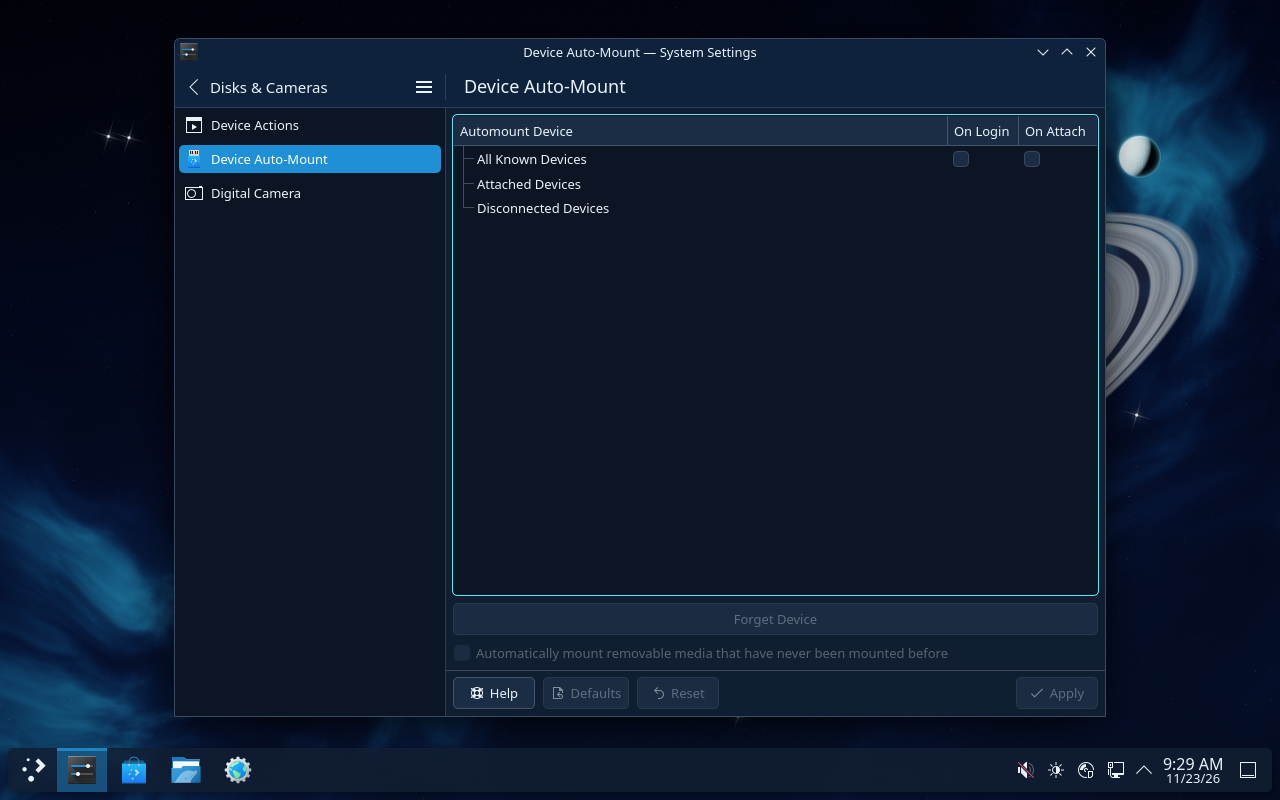 Device Auto-Mount — System Settings
Disks & Cameras
Device Auto-Mount
Device Actions
Device Auto-Mount
Digital Camera
Automount Device On Login On Attach
All Known Devices
Attached Devices
Disconnected Devices
Forget Device
Automatically mount removable media that have never been mounted before
Help Defaults Reset Apply
9:29 AM
11/23/26